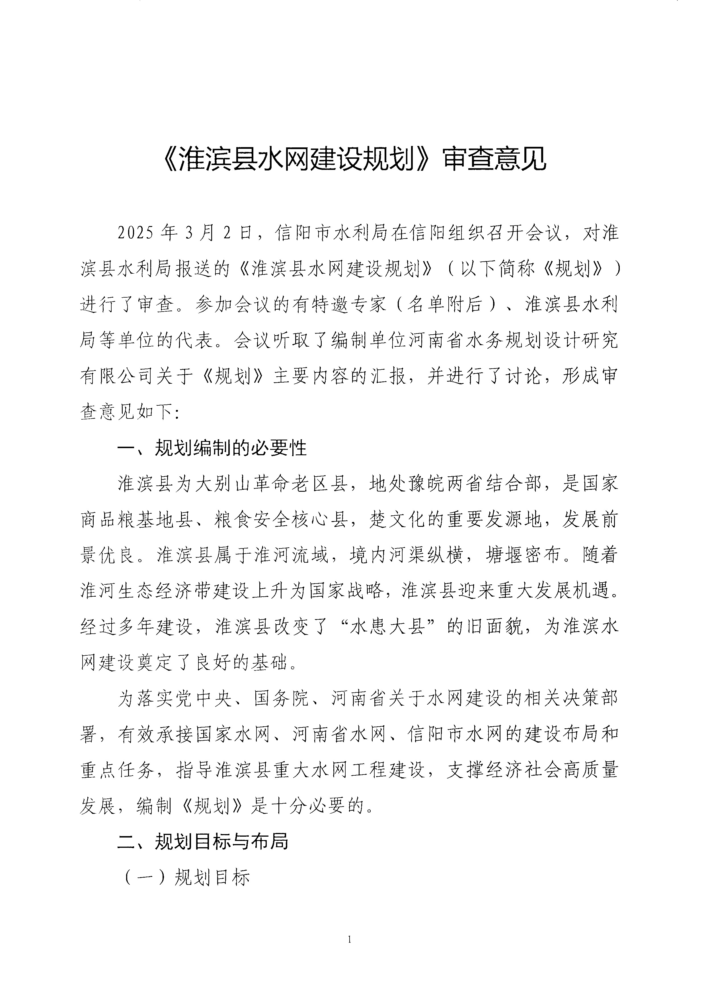 《淮滨县水网建设规划》审查意见
2025 年 3 月 2 日，信阳市水利局在信阳组织召开会议，对淮
滨县水利局报送的《淮滨县水网建设规划》（以下简称《规划》）
进行了审查。参加会议的有特邀专家（名单附后）、淮滨县水利
局等单位的代表。会议听取了编制单位河南省水务规划设计研究
有限公司关于《规划》主要内容的汇报，并进行了讨论，形成审
查意见如下：
一、规划编制的必要性
淮滨县为大别山革命老区县，地处豫皖两省结合部，是国家
商品粮基地县、粮食安全核心县，楚文化的重要发源地，发展前
景优良。淮滨县属于淮河流域，境内河渠纵横，塘堰密布。随着
淮河生态经济带建设上升为国家战略，淮滨县迎来重大发展机遇。
经过多年建设，淮滨县改变了“水患大县”的旧面貌，为淮滨水
网建设奠定了良好的基础。
为落实党中央、国务院、河南省关于水网建设的相关决策部
署，有效承接国家水网、河南省水网、信阳市水网的建设布局和
重点任务，指导淮滨县重大水网工程建设，支撑经济社会高质量
发展，编制《规划》是十分必要的。
二、规划目标与布局
（一）规划目标
1